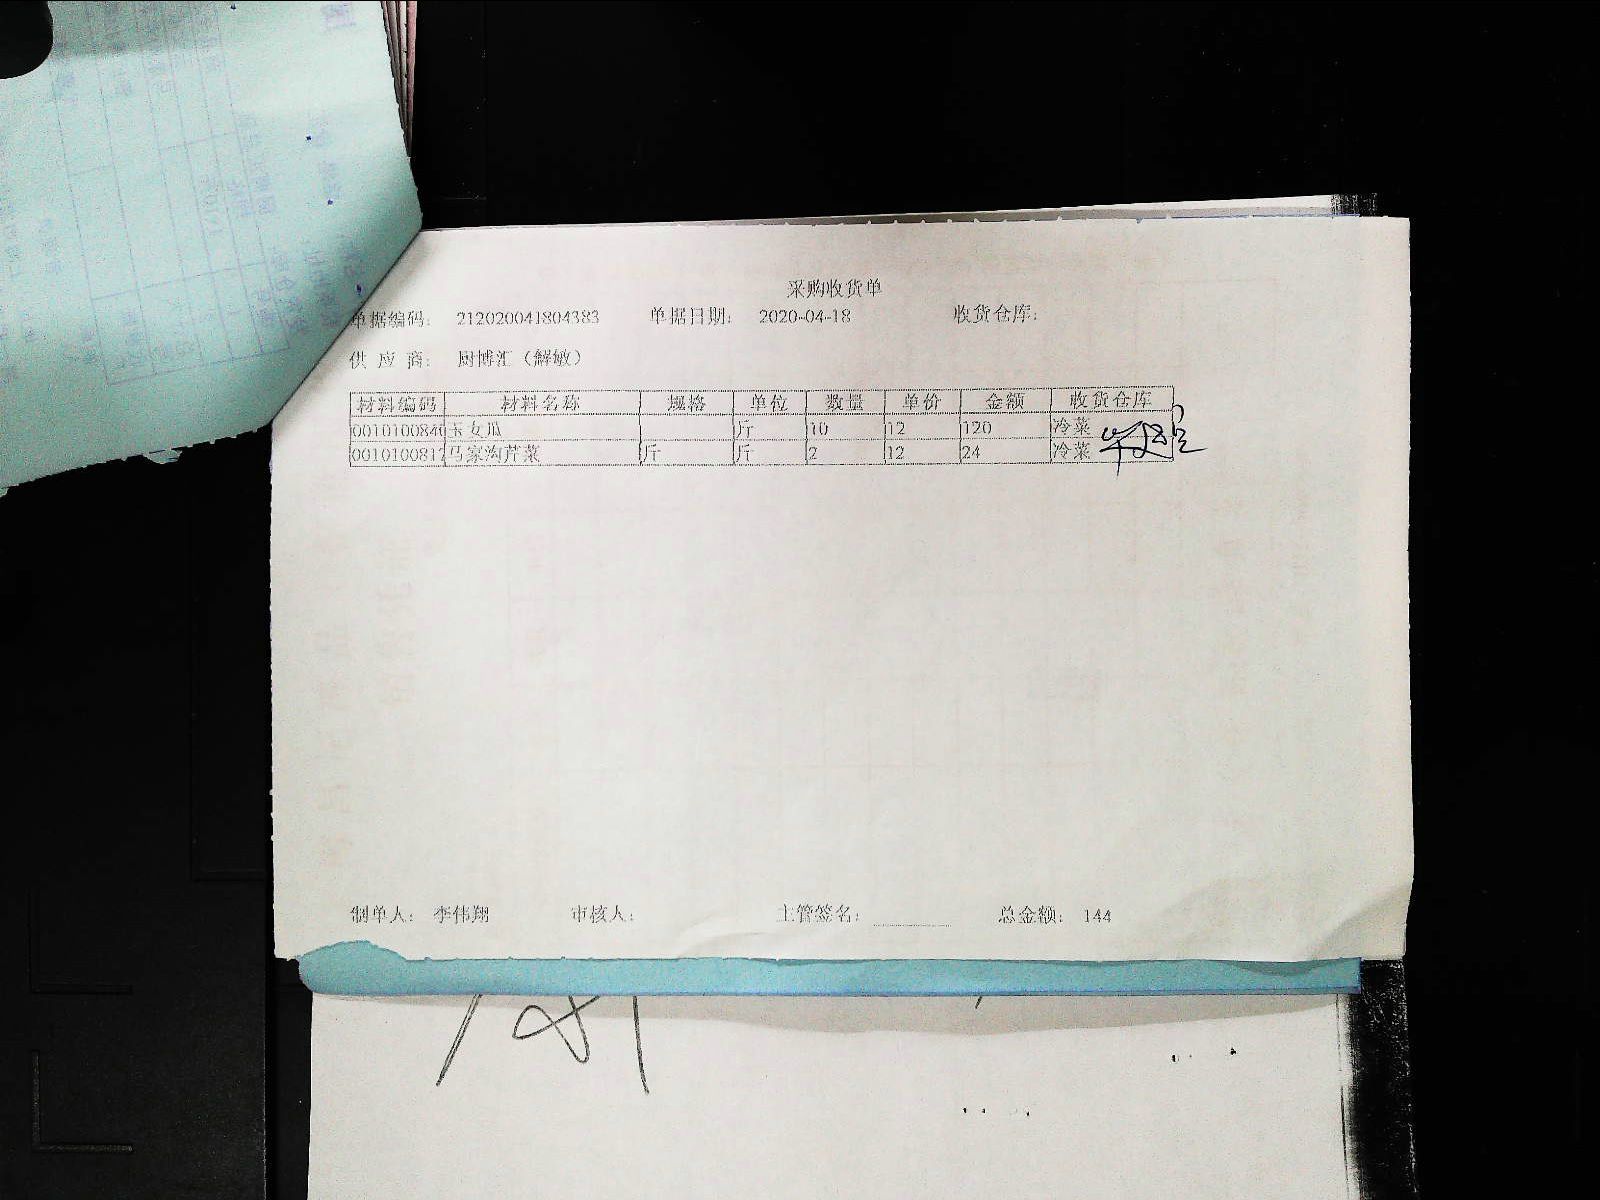 采购收货单
单据编码: 212020041804383 单据日期: 2020-04-18 收货仓库:
供 应 商: 厨博汇（解敏）
材料编码 材料名称 规格 单位 数量 单价 金额 收货仓库
001010084 玉女瓜 斤 10 12 120 冷菜
001010081 马家沟芹菜 斤 斤 2 12 24 冷菜
制单人: 李伟翔 审核人: 主管签名: 总金额: 144